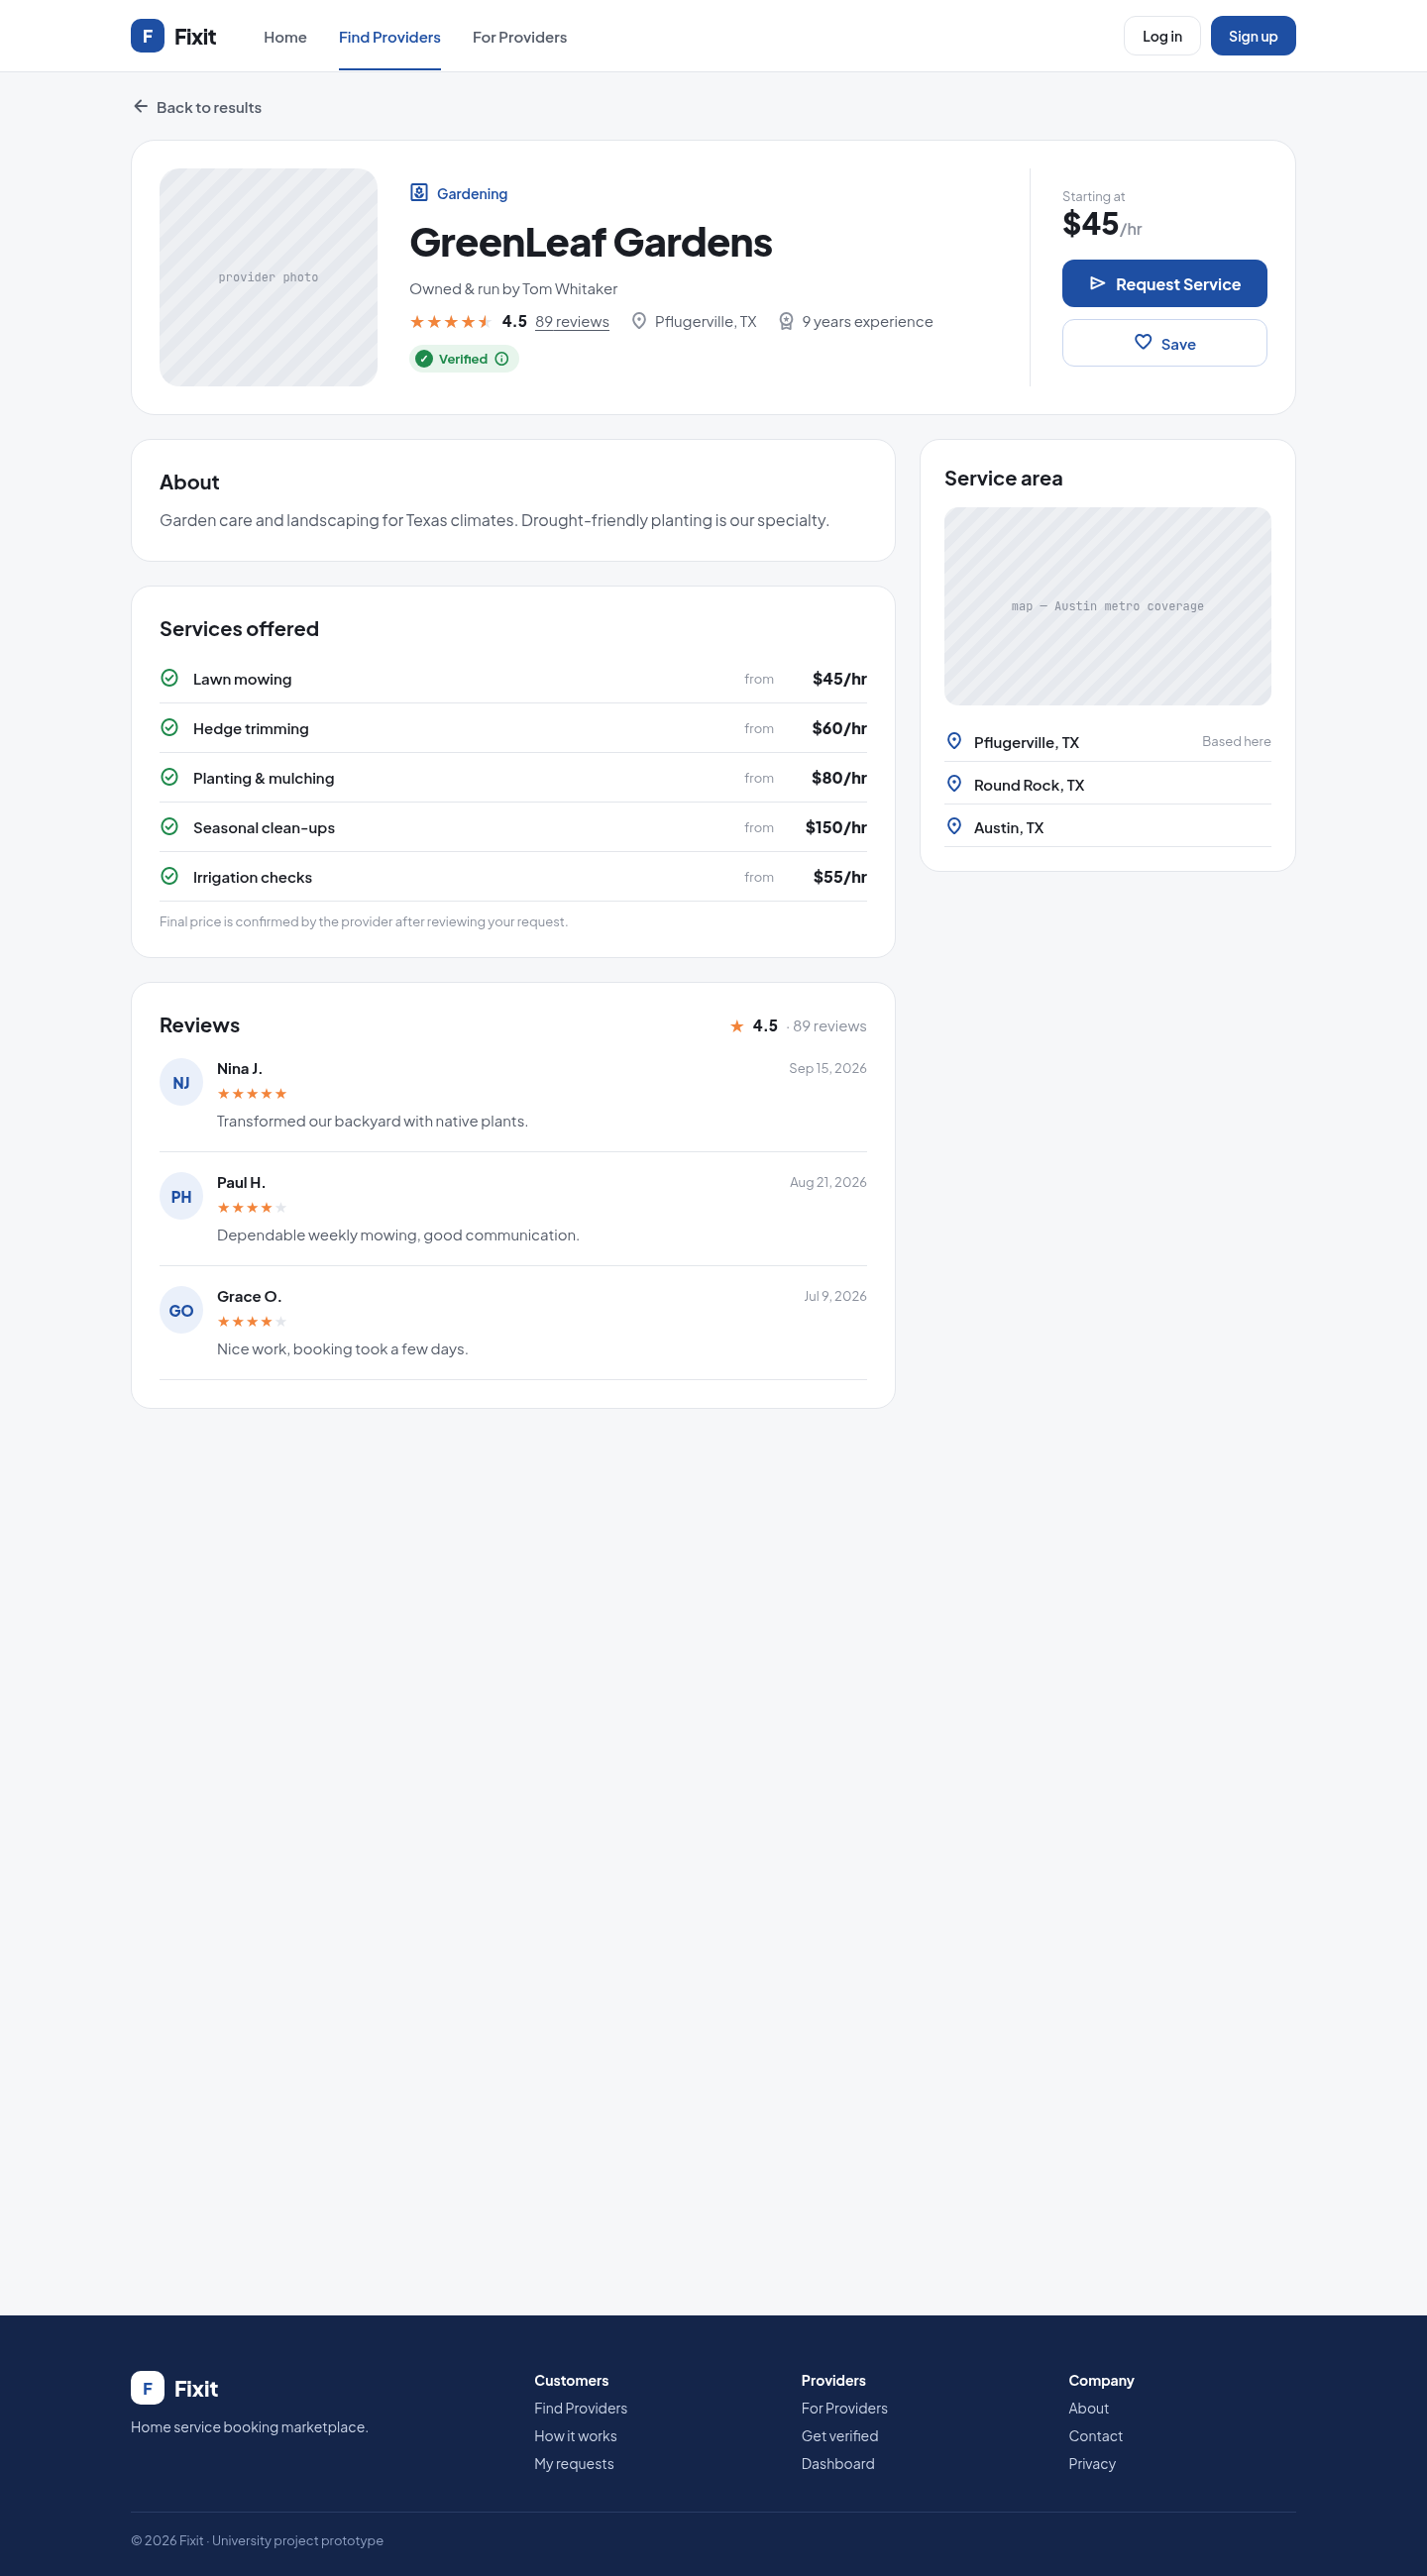 F Fixit Home Find Providers For Providers Log in Sign up
Back to results
provider photo
Gardening
GreenLeaf Gardens
Owned & run by Tom Whitaker
4.5 89 reviews Pflugerville, TX 9 years experience
Verified
Starting at
$45/hr
Request Service
Save
About
Garden care and landscaping for Texas climates. Drought-friendly planting is our specialty.
Services offered
Lawn mowing from $45/hr
Hedge trimming from $60/hr
Planting & mulching from $80/hr
Seasonal clean-ups from $150/hr
Irrigation checks from $55/hr
Final price is confirmed by the provider after reviewing your request.
Service area
map — Austin metro coverage
Pflugerville, TX Based here
Round Rock, TX
Austin, TX
Reviews 4.5 · 89 reviews
NJ Nina J. Sep 15, 2026
Transformed our backyard with native plants.
PH Paul H. Aug 21, 2026
Dependable weekly mowing, good communication.
GO Grace O. Jul 9, 2026
Nice work, booking took a few days.
F Fixit
Home service booking marketplace.
Customers
Find Providers
How it works
My requests
Providers
For Providers
Get verified
Dashboard
Company
About
Contact
Privacy
© 2026 Fixit · University project prototype